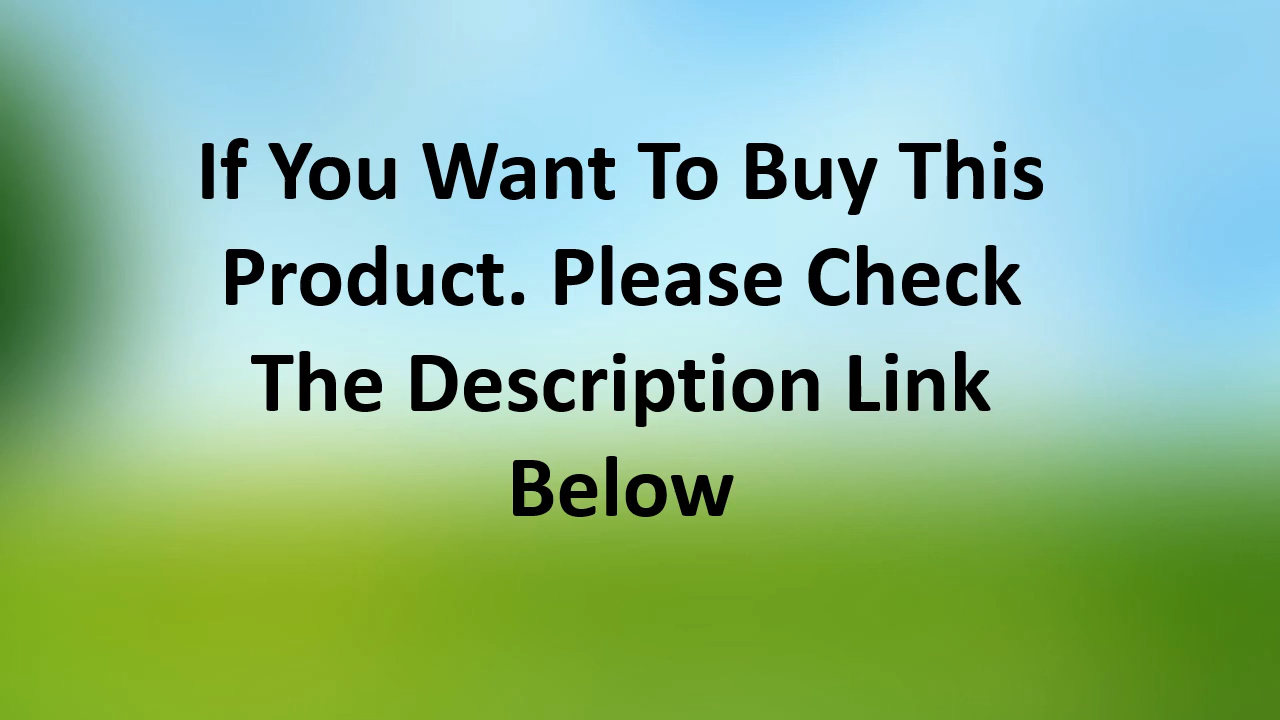 If You Want To Buy This
Product. Please Check
The Description Link
Below